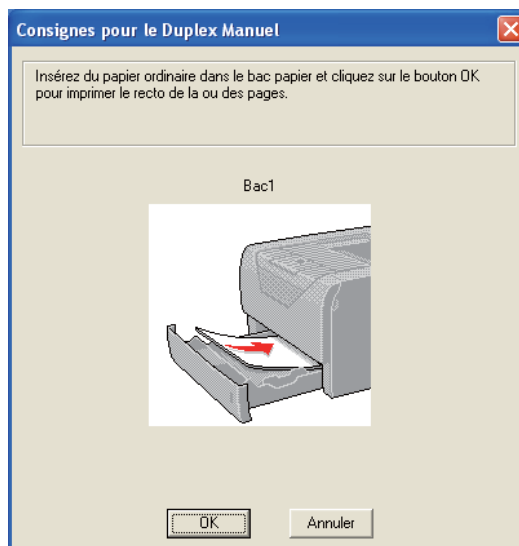 Consignes pour le Duplex Manuel
Insérez du papier ordinaire dans le bac papier et cliquez sur le bouton OK
pour imprimer le recto de la ou des pages.
Bac1
OK
Annuler